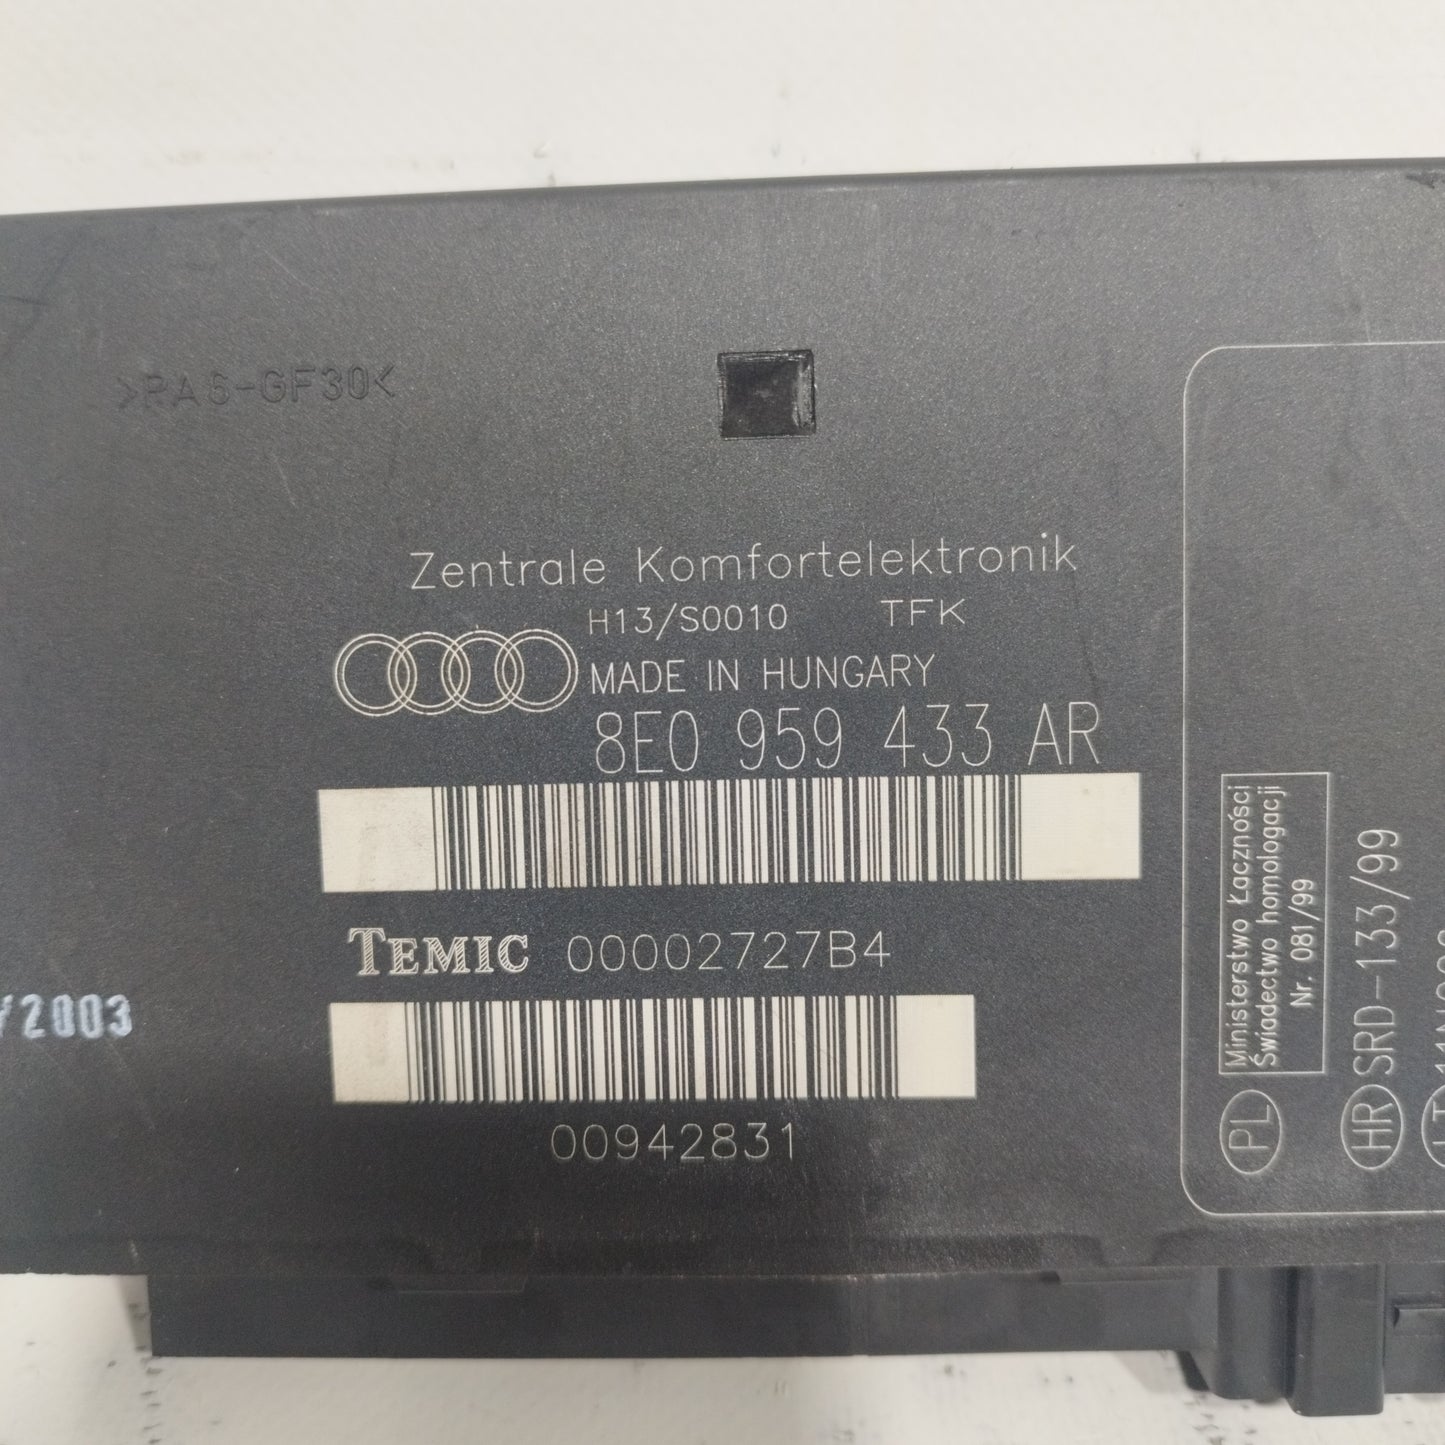 >PA6-GF30<
Zentrale Komfortelektronik
H13/S0010 TFK
MADE IN HUNGARY
8E0 959 433 AR
TEMIC 00002727B4
00942831
/2003
Ministerstwo Łączności
Świadectwo homologacji
Nr. 081/99
PL
HR SRD-133/99